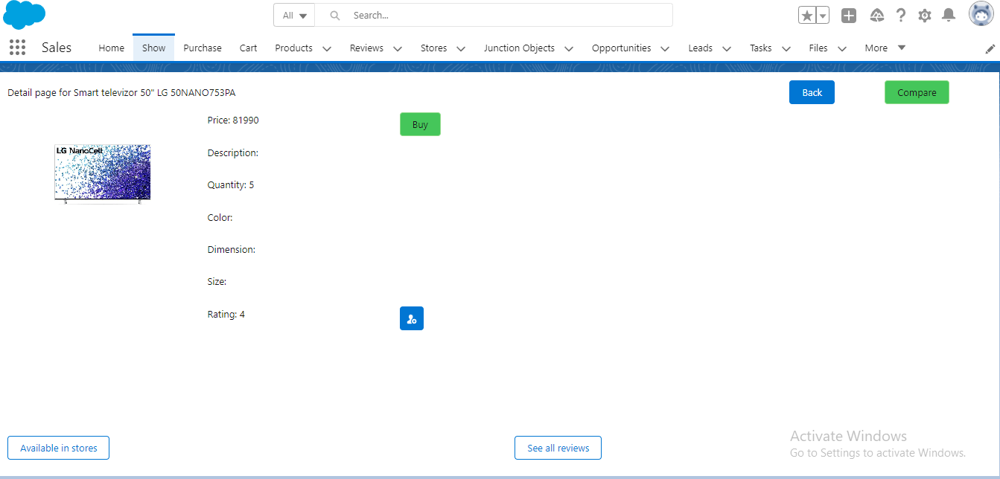 All Search...
Sales Home Show Purchase Cart Products Reviews Stores Junction Objects Opportunities Leads Tasks Files More
Detail page for Smart televizor 50" LG 50NANO753PA
Back Compare
Price: 81990
Buy
LG NanoCell
Description:
Quantity: 5
Color:
Dimension:
Size:
Rating: 4
Available in stores See all reviews
Activate Windows
Go to Settings to activate Windows.